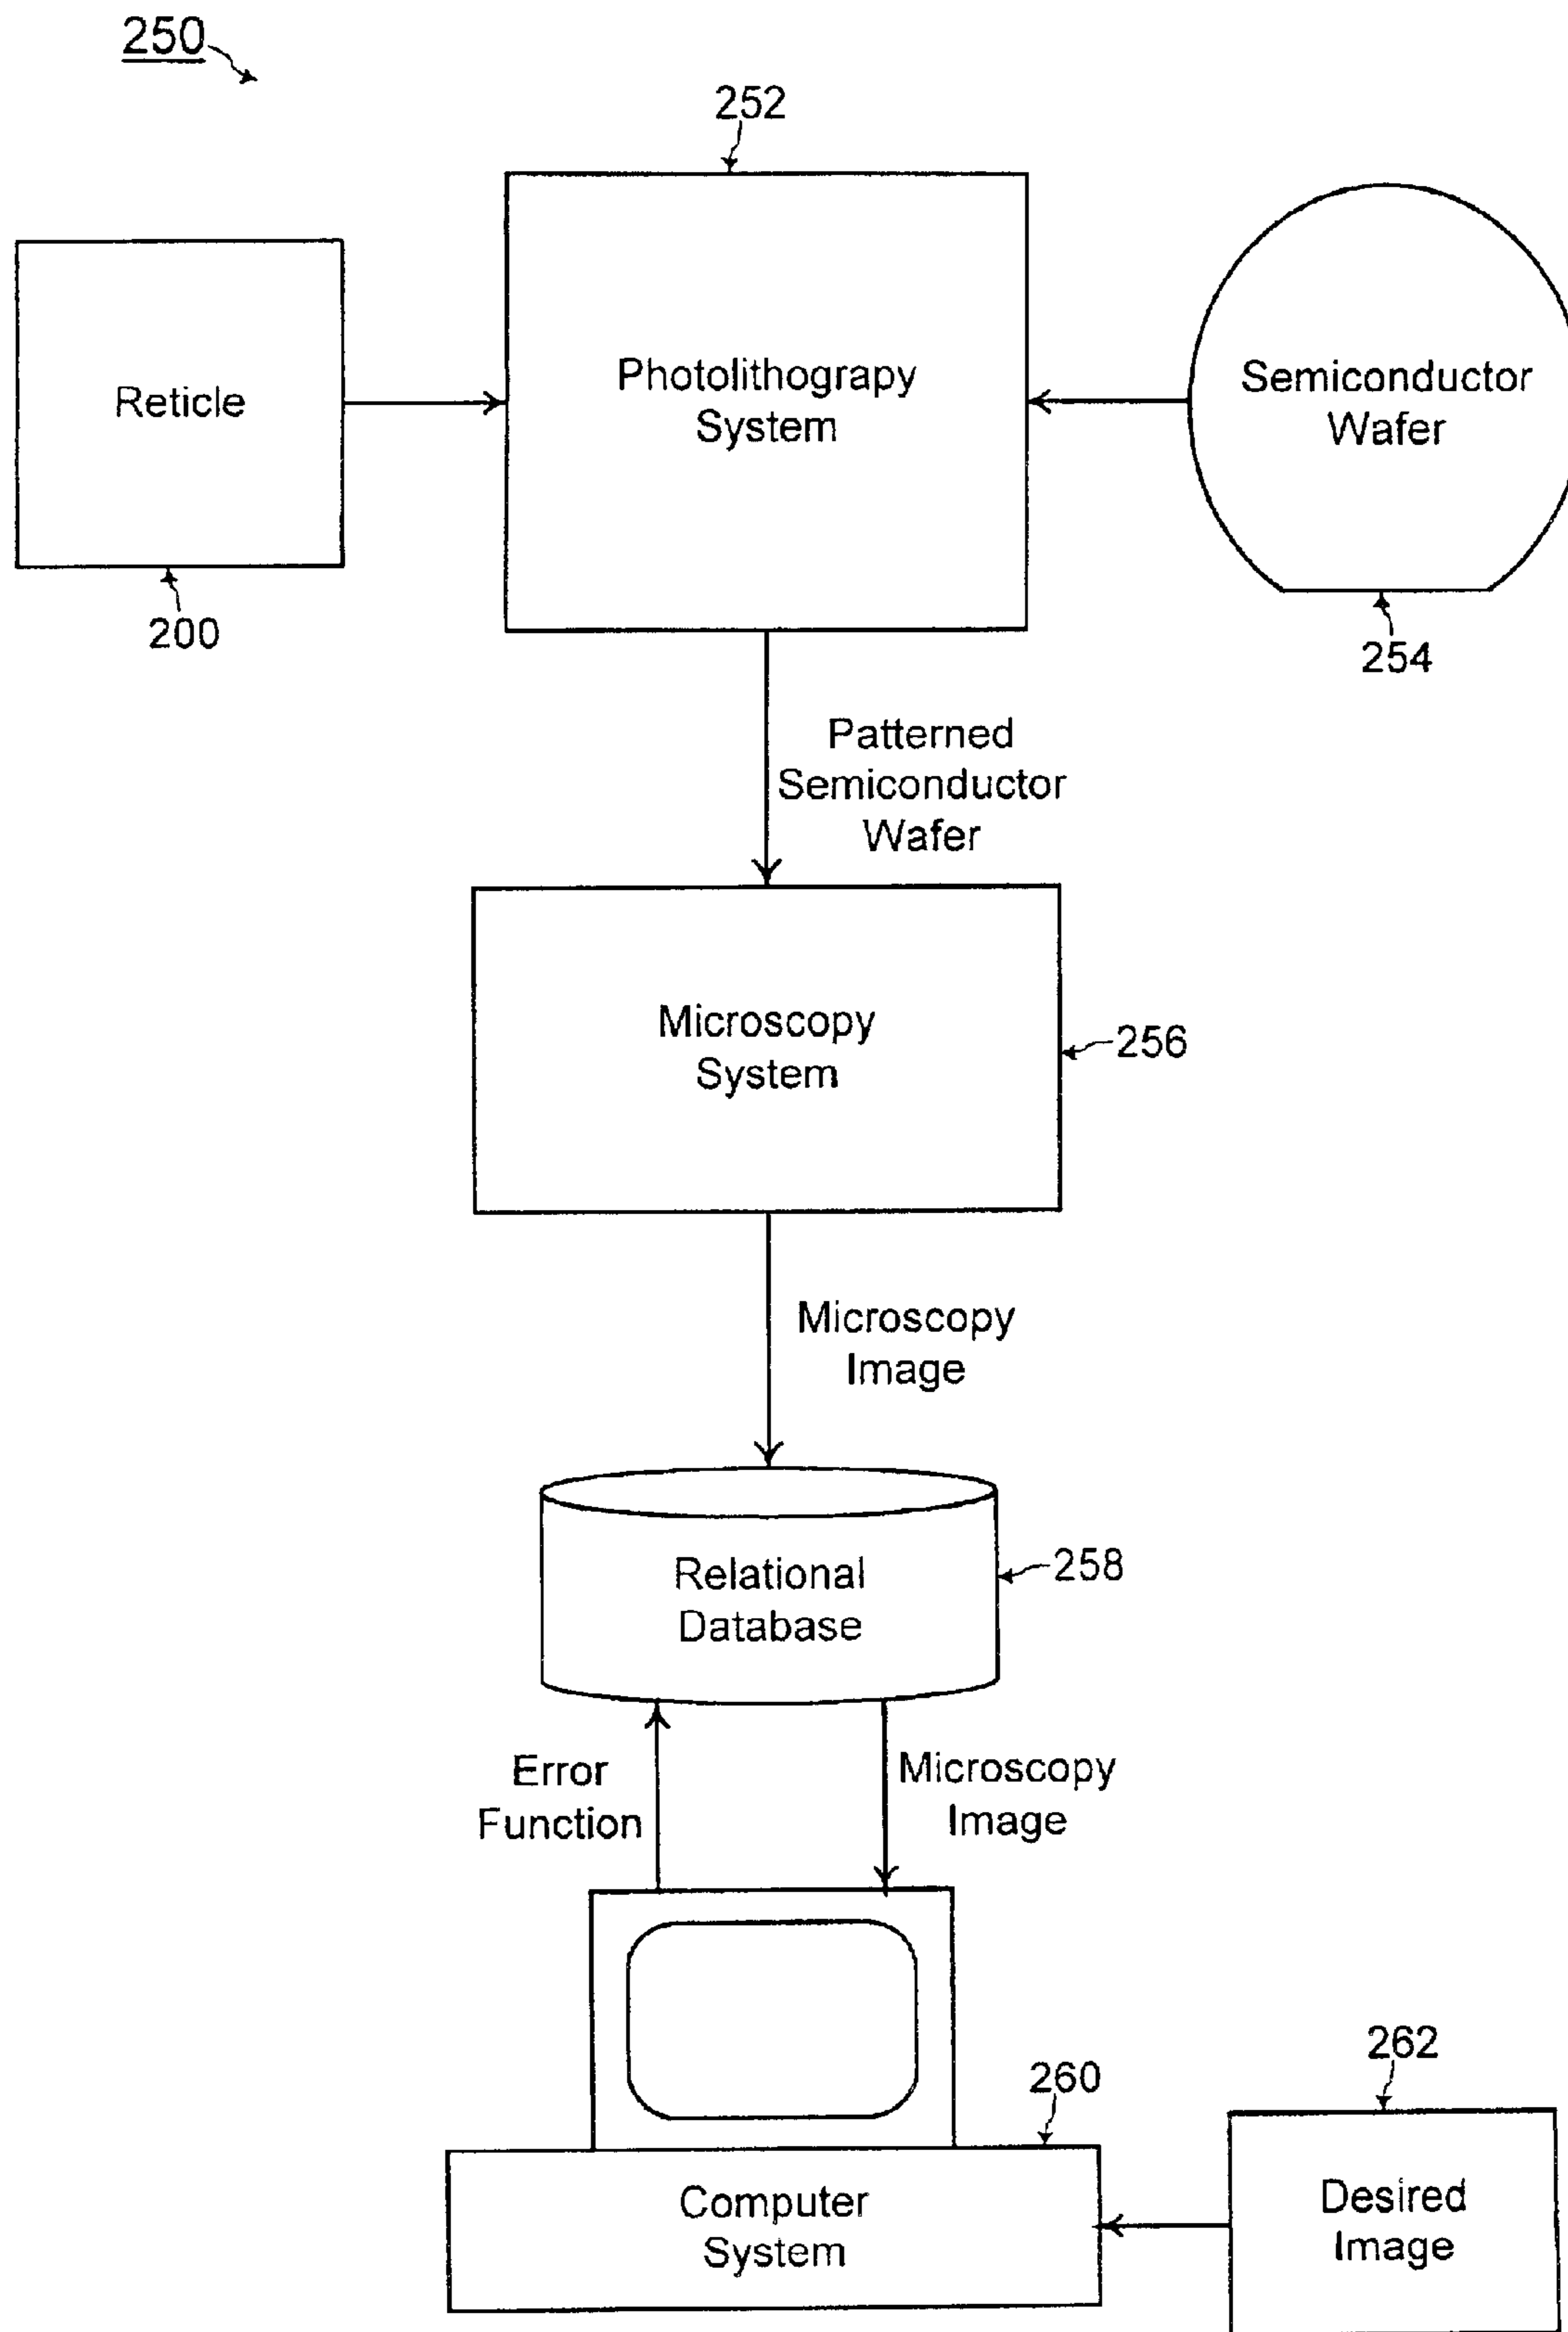 250
252
Reticle
Photolithograpy
System
Semiconductor
Wafer
200
254
Patterned
Semiconductor
Wafer
Microscopy
System
256
Microscopy
Image
Relational
Database
258
Error
Function
Microscopy
Image
260
262
Computer
System
Desired
Image